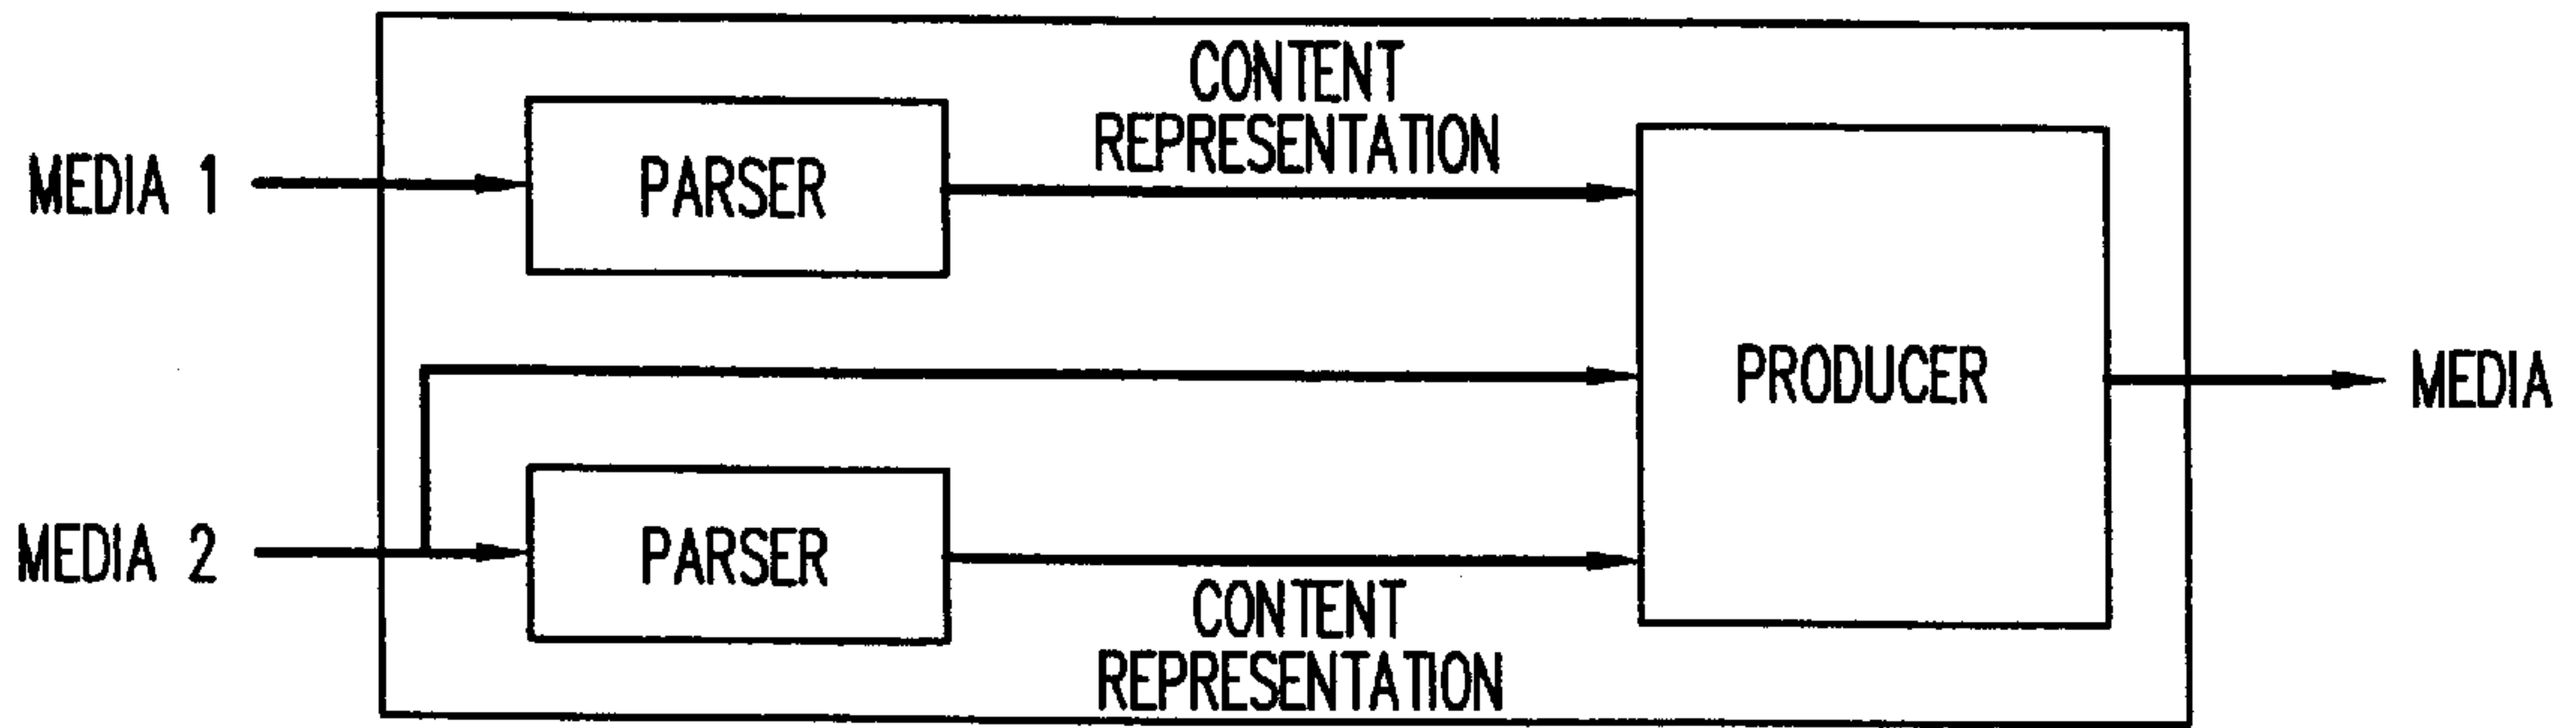 CONTENT
REPRESENTATION
MEDIA 1
PARSER
PRODUCER
MEDIA
MEDIA 2
PARSER
CONTENT
REPRESENTATION